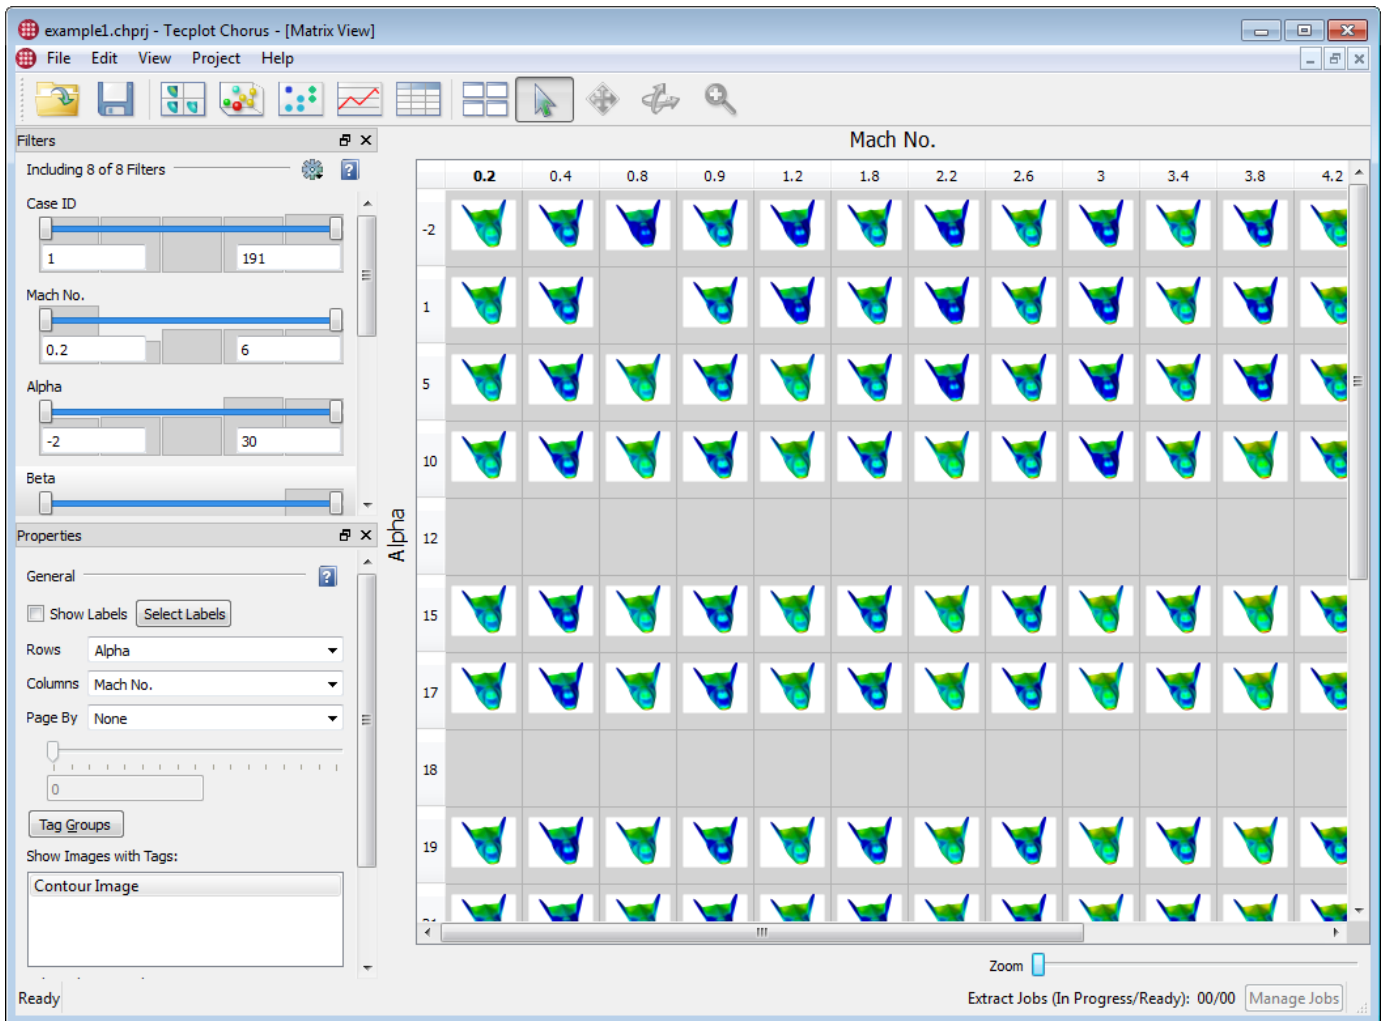 example1.chprj - Tecplot Chorus - [Matrix View]
File Edit View Project Help
Filters
Including 8 of 8 Filters
Case ID
1 191
Mach No.
0.2 6
Alpha
-2 30
Beta
Properties
General
Show Labels Select Labels
Rows Alpha
Columns Mach No.
Page By None
0
Tag Groups
Show Images with Tags:
Contour Image
Mach No.
0.2 0.4 0.8 0.9 1.2 1.8 2.2 2.6 3 3.4 3.8 4.2
Alpha
-2
1
5
10
12
15
17
18
19
Zoom
Ready
Extract Jobs (In Progress/Ready): 00/00 Manage Jobs